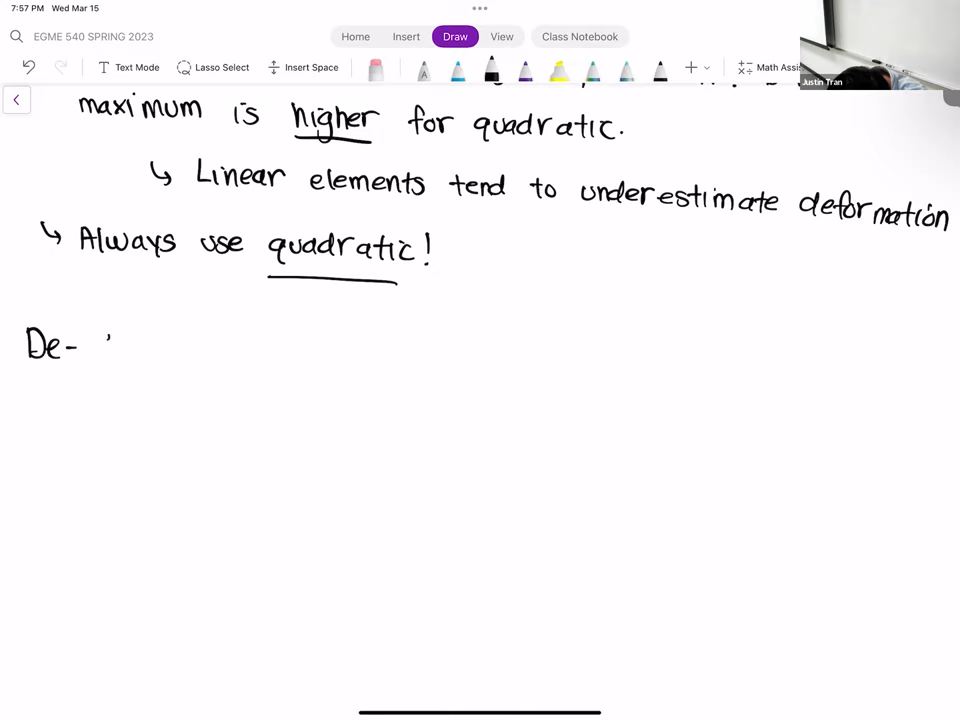 7:57 PM Wed Mar 15
EGME 540 SPRING 2023
Home Insert Draw View Class Notebook
Text Mode Lasso Select Insert Space Math Assis
Justin Tran
maximum is higher for quadratic.
↳ Linear elements tend to underestimate deformation
↳ Always use quadratic!
De-